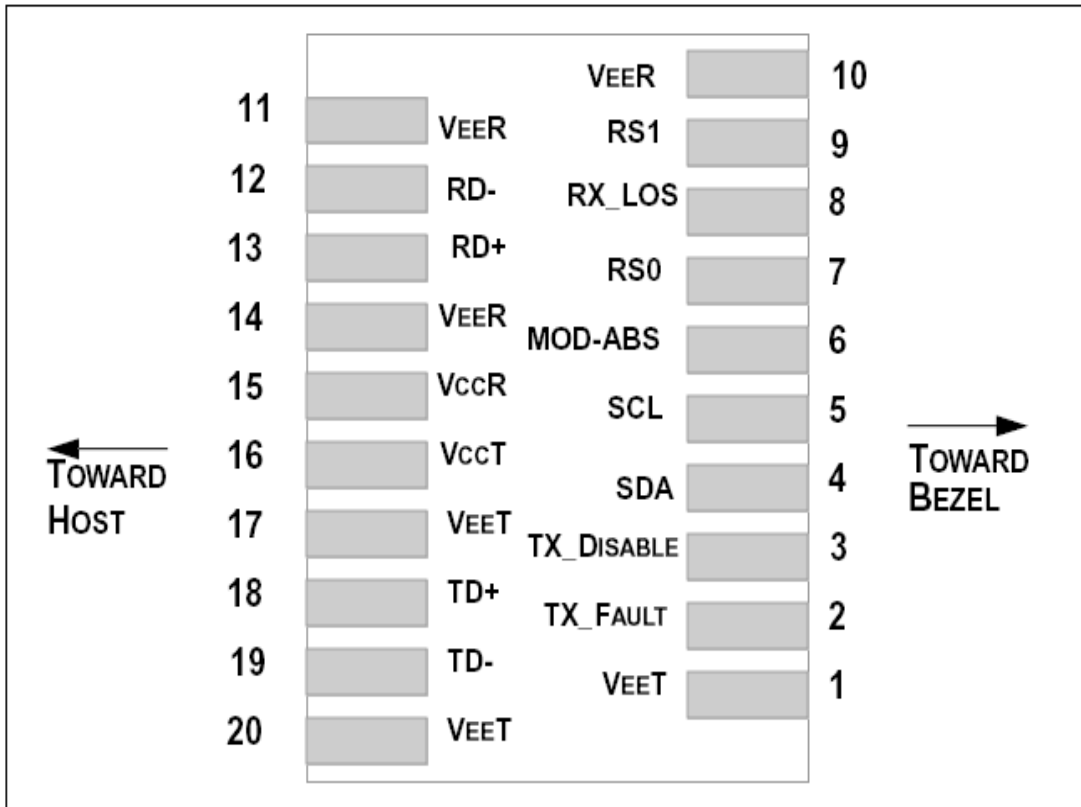 10
VEER
11
VEER
RS1
9
12
RD-
RX_LOS
8
13
RD+
RS0
7
14
VEER
MOD-ABS
6
15
VCCR
SCL
5
16
VCCT
SDA
4
TOWARD
HOST
TOWARD
BEZEL
17
VEET
TX_DISABLE
3
18
TD+
TX_FAULT
2
19
TD-
VEET
1
20
VEET